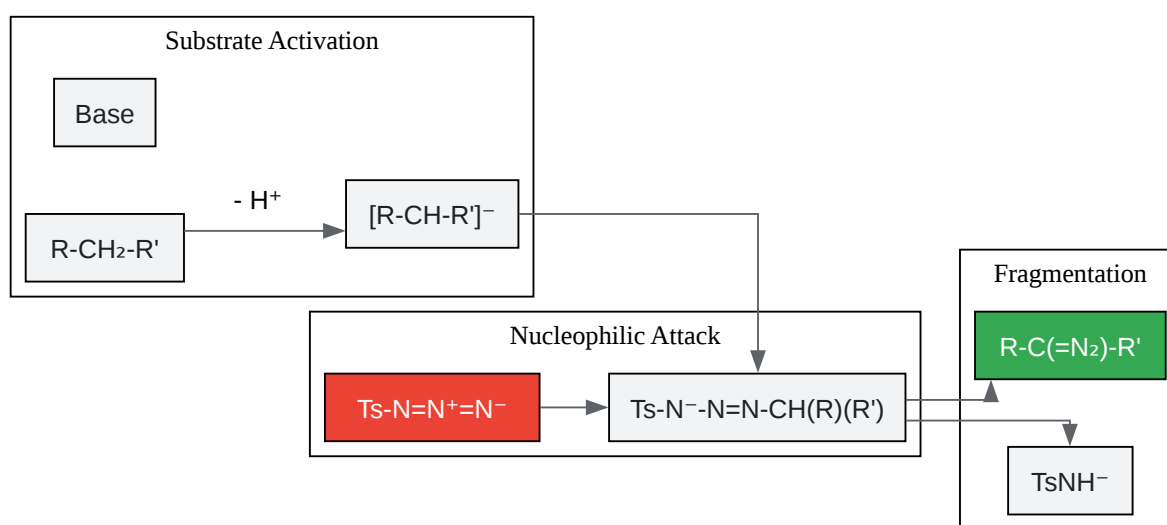 Substrate Activation
Base
- H⁺
R-CH₂-R'
[R-CH-R']⁻
Nucleophilic Attack
Ts-N=N⁺=N⁻
Ts-N⁻-N=N-CH(R)(R')
Fragmentation
R-C(=N₂)-R'
TsNH⁻